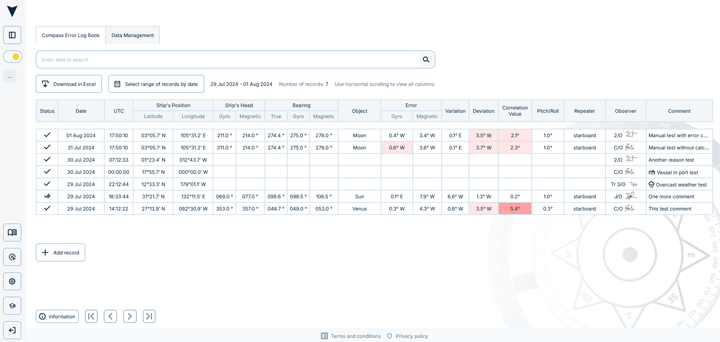 Compass Error Log Book Data Management
Enter data to search
Download in Excel Select range of records by date 29 Jul 2024 - 01 Aug 2024 Number of records: 7 Use horizontal scrolling to view all columns
Status Date UTC Ship's Position Ship's Head Bearing Object Error Variation Deviation Correlation Value Pitch/Roll Repeater Observer Comment
Latitude Longitude Gyro Magnetic True Gyro Magnetic Gyro Magnetic
01 Aug 2024 17:50:10 03°05.7' N 105°31.2' E 211.0 ° 214.0 ° 274.4 ° 275.0 ° 278.0 ° Moon 0.4° W 3.4° W 0.1° E 3.5° W 2.1° 1.0° starboard 2/O Manual test with error c...
31 Jul 2024 17:50:10 03°05.7' N 105°31.2' E 211.0 ° 214.0 ° 274.4 ° 275.0 ° 278.0 ° Moon 0.6° W 3.6° W 0.1° E 3.7° W 2.3° 1.0° starboard C/O Manual test without calc...
30 Jul 2024 07:12:33 01°23.4' N 012°43.7' W 2/O Another reason test
30 Jul 2024 00:00:00 17°55.7' N 000°00.0' W C/O Vessel in port test
29 Jul 2024 22:12:44 12°33.3' N 179°01.1' W Tr 3/O Overcast weather test
29 Jul 2024 18:33:44 31°21.7' N 132°11.5' E 069.0 ° 077.0 ° 098.6 ° 098.5 ° 106.5 ° Sun 0.1° E 7.9° W 6.6° W 1.3° W 0.2° 1.0° starboard J/O One more comment
29 Jul 2024 14:12:22 27°13.9' N 092°30.9' W 353.0 ° 357.0 ° 048.7 ° 049.0 ° 053.0 ° Venus 0.3° W 4.3° W 0.8° W 3.5° W 5.4° 0.3° starboard C/O This test comment
Add record
Information
Terms and conditions Privacy policy